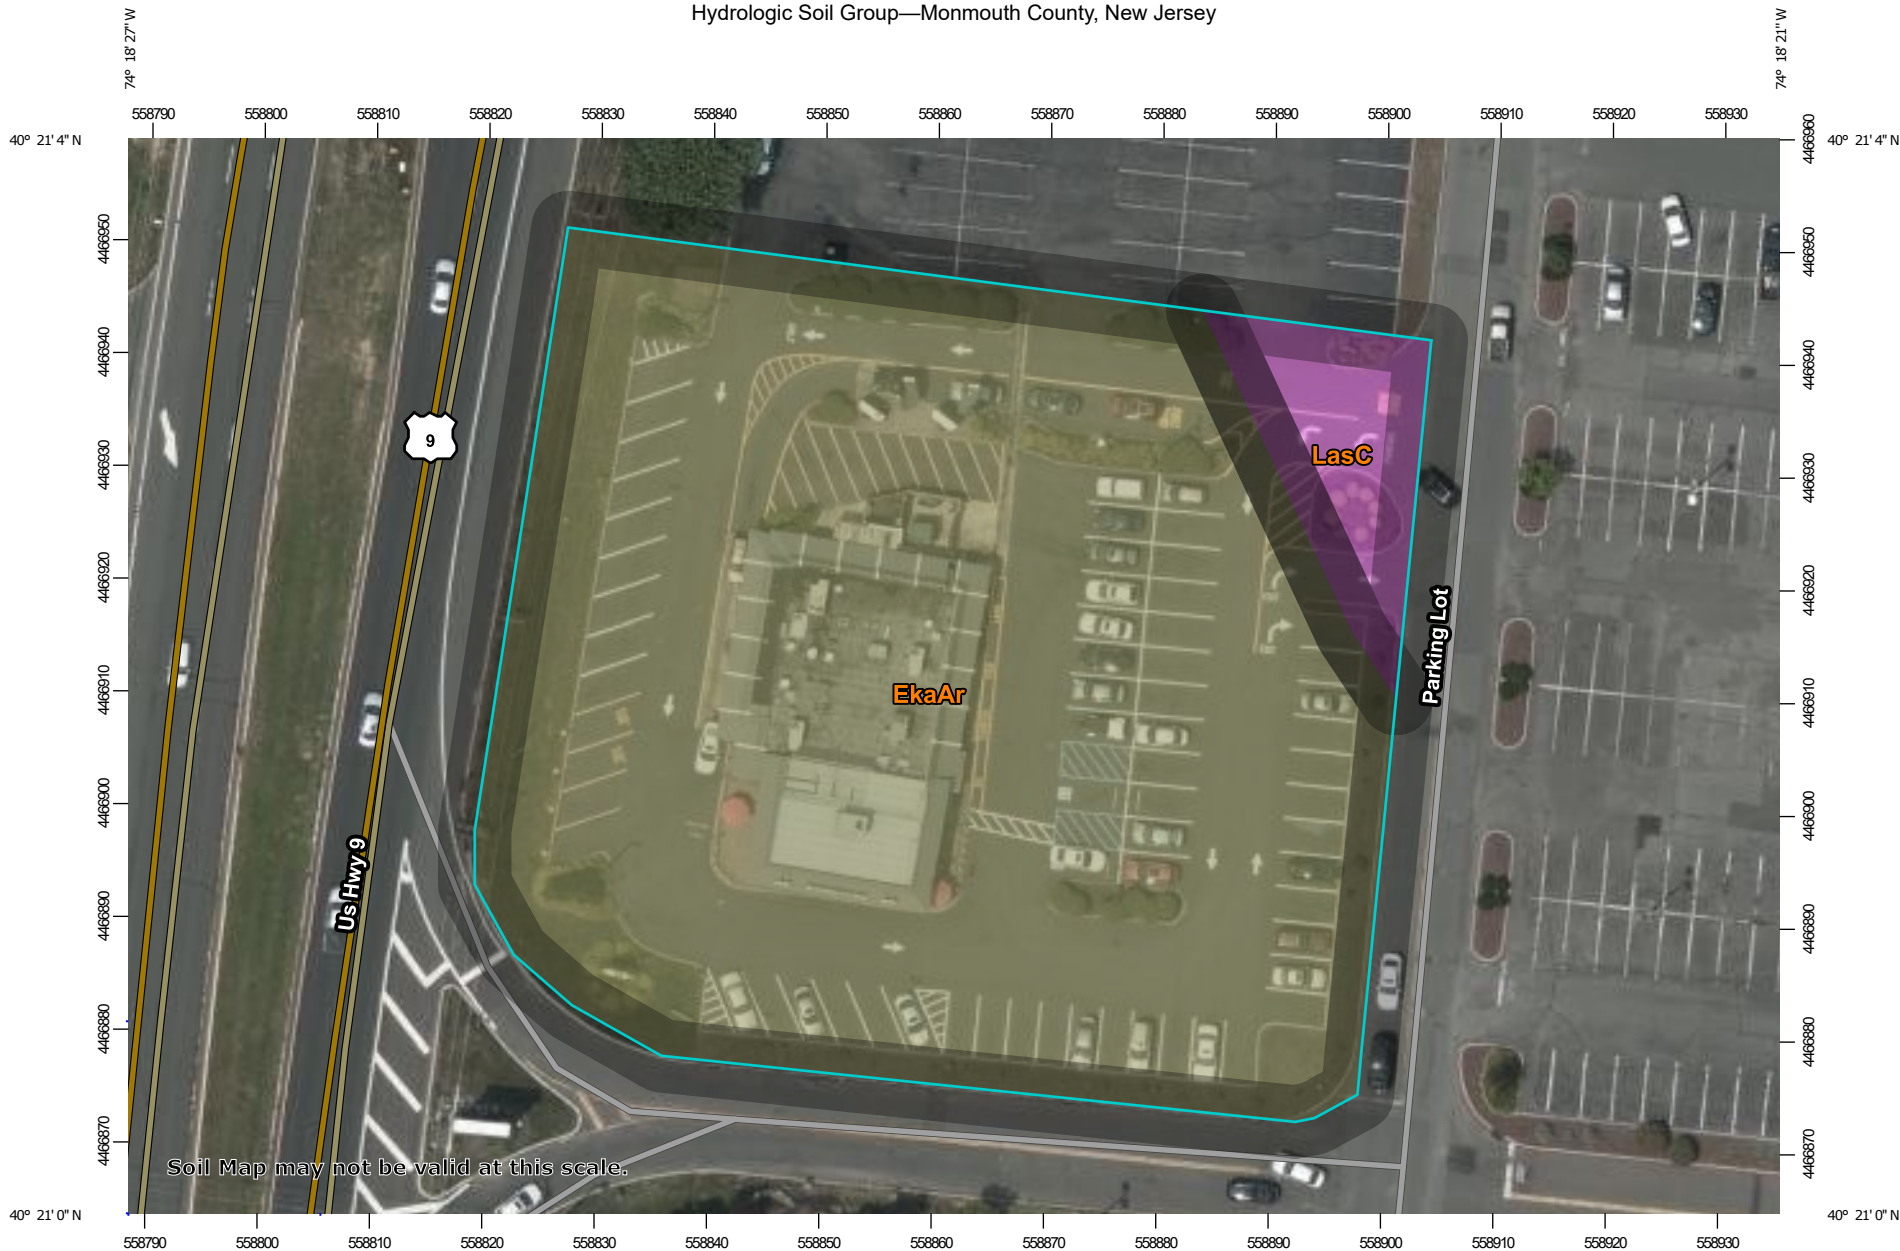 Hydrologic Soil Group—Monmouth County, New Jersey
74° 18' 27" W
74° 18' 21" W
558790 558800 558810 558820 558830 558840 558850 558860 558870 558880 558890 558900 558910 558920 558930
40° 21' 4" N
40° 21' 4" N
4466960
4466950
4466950
4466940
4466940
9
4466930
LasC
4466930
4466920
4466920
Parking Lot
4466910
EkaAr
4466910
4466900
4466900
Us Hwy 9
4466890
4466890
4466880
4466880
4466870
4466870
Soil Map may not be valid at this scale.
40° 21' 0" N
40° 21' 0" N
558790 558800 558810 558820 558830 558840 558850 558860 558870 558880 558890 558900 558910 558920 558930